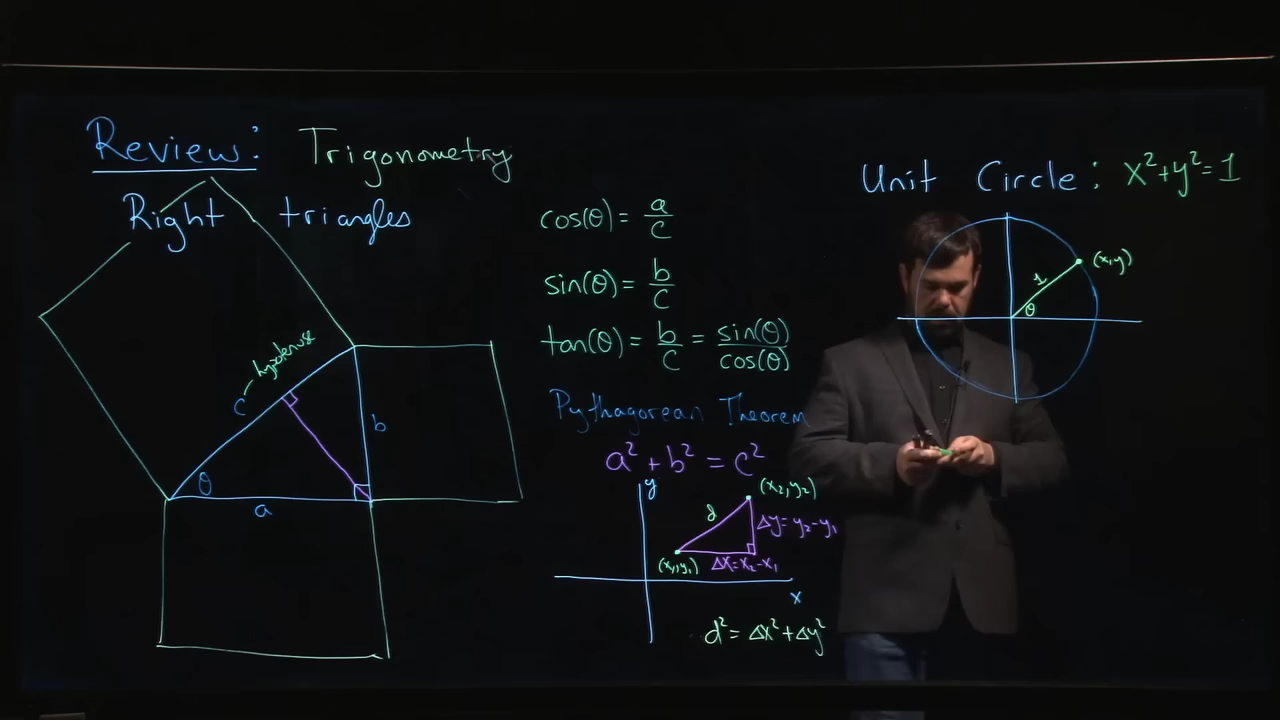 Review: Trigonometry
Right triangles
c
hypotenuse
θ
a
b
cos(θ) = a/c
sin(θ) = b/c
tan(θ) = b/c = sin(θ)/cos(θ)
Pythagorean Theorem
a² + b² = c²
y
(x₂, y₂)
d
Δy = y₂ - y₁
(x₁, y₁)
Δx = x₂ - x₁
x
d² = Δx² + Δy²
Unit Circle: x² + y² = 1
(x, y)
1
θ